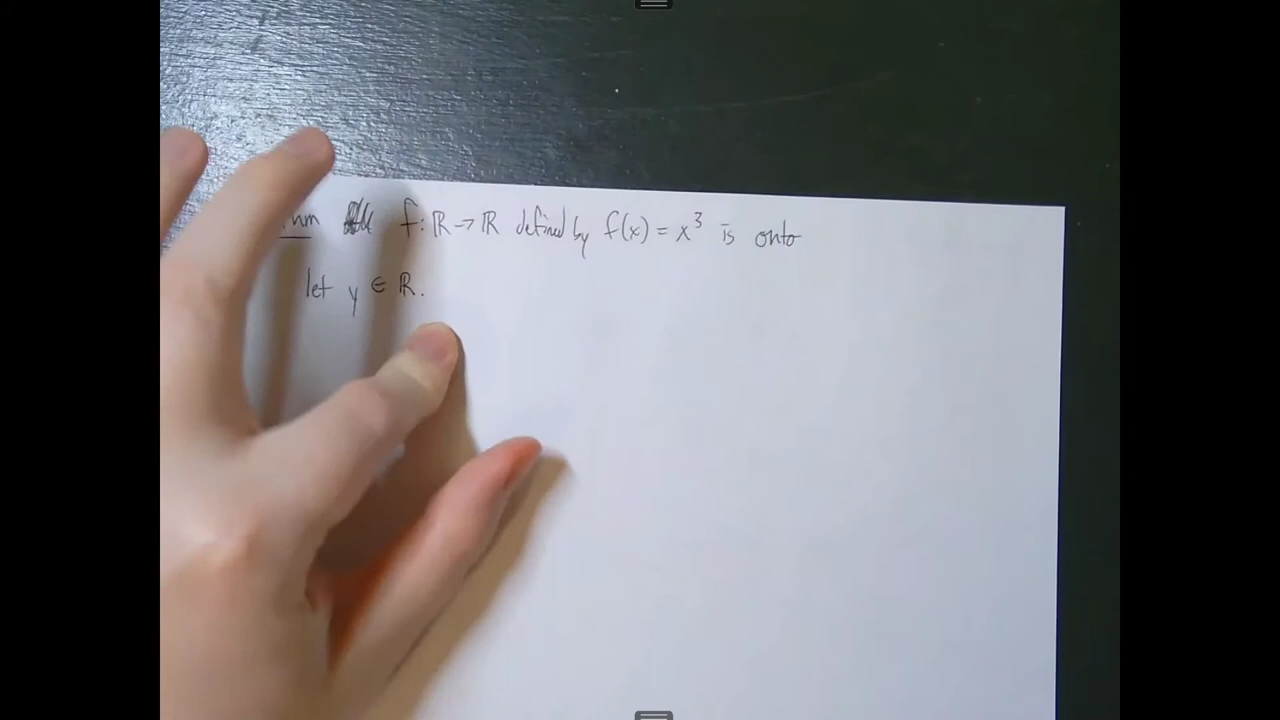 f: ℝ → ℝ defined by f(x) = x³ is onto
let y ∈ ℝ.